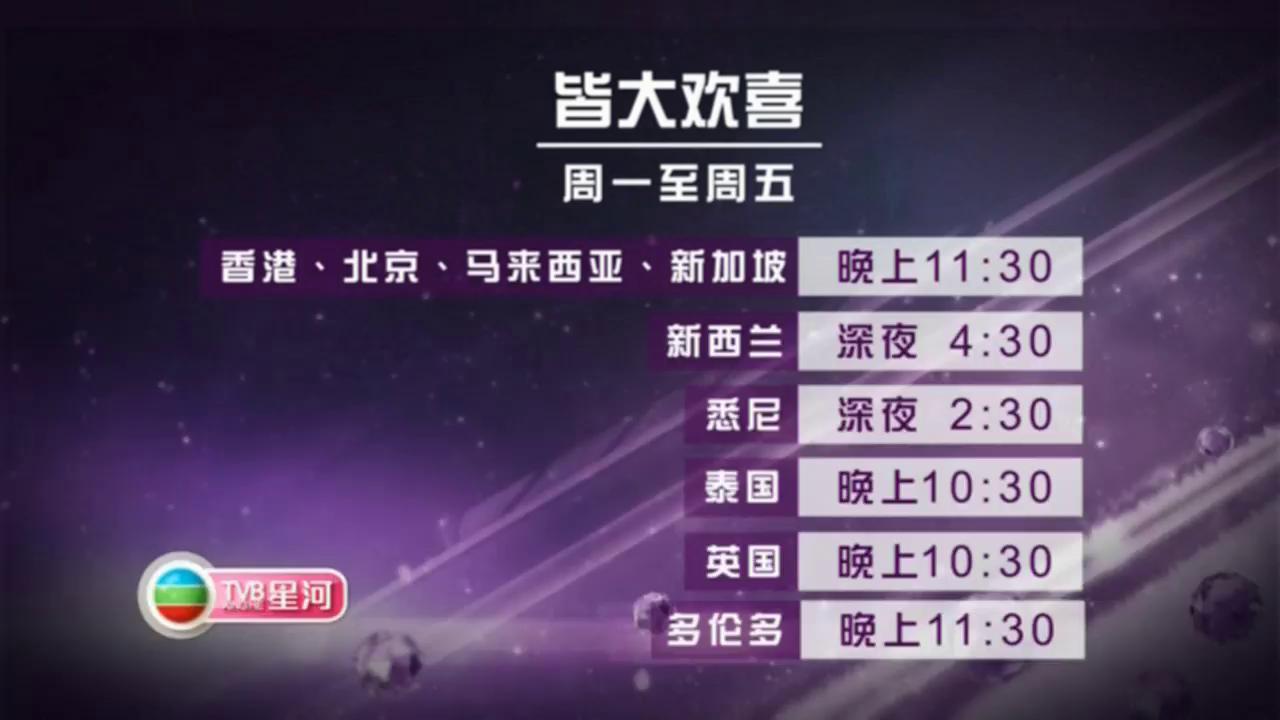 皆大欢喜
周一至周五
香港、北京、马来西亚、新加坡 晚上11:30
新西兰 深夜 4:30
悉尼 深夜 2:30
泰国 晚上10:30
英国 晚上10:30
多伦多 晚上11:30
TVB星河